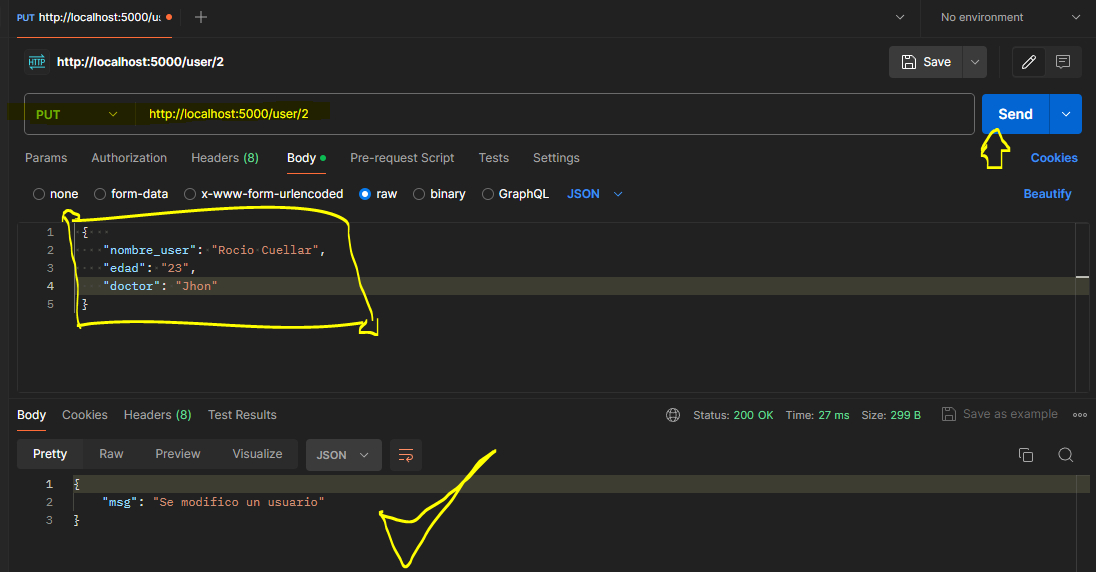 PUT http://localhost:5000/us
No environment
HTTP http://localhost:5000/user/2
Save
PUT http://localhost:5000/user/2
Send
Params Authorization Headers (8) Body Pre-request Script Tests Settings
Cookies
none form-data x-www-form-urlencoded raw binary GraphQL JSON
Beautify
1 {
2 "nombre_user": "Rocio Cuellar",
3 "edad": "23",
4 "doctor": "Jhon"
5 }
Body Cookies Headers (8) Test Results
Status: 200 OK Time: 27 ms Size: 299 B Save as example
Pretty Raw Preview Visualize JSON
1 {
2 "msg": "Se modifico un usuario"
3 }